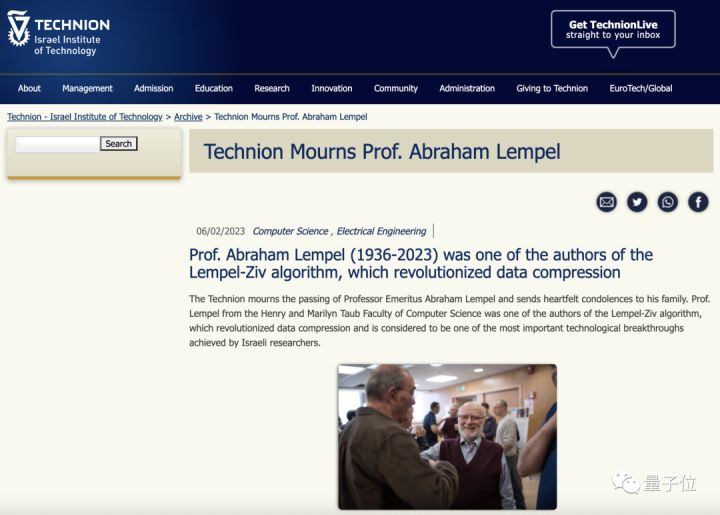 TECHNION
Israel Institute
of Technology
Get TechnionLive
straight to your inbox
About Management Admission Education Research Innovation Community Administration Giving to Technion EuroTech/Global
Technion - Israel Institute of Technology > Archive > Technion Mourns Prof. Abraham Lempel
Search
Technion Mourns Prof. Abraham Lempel
06/02/2023 Computer Science , Electrical Engineering
Prof. Abraham Lempel (1936-2023) was one of the authors of the
Lempel-Ziv algorithm, which revolutionized data compression
The Technion mourns the passing of Professor Emeritus Abraham Lempel and sends heartfelt condolences to his family. Prof.
Lempel from the Henry and Marilyn Taub Faculty of Computer Science was one of the authors of the Lempel-Ziv algorithm,
which revolutionized data compression and is considered to be one of the most important technological breakthroughs
achieved by Israeli researchers.
量子位